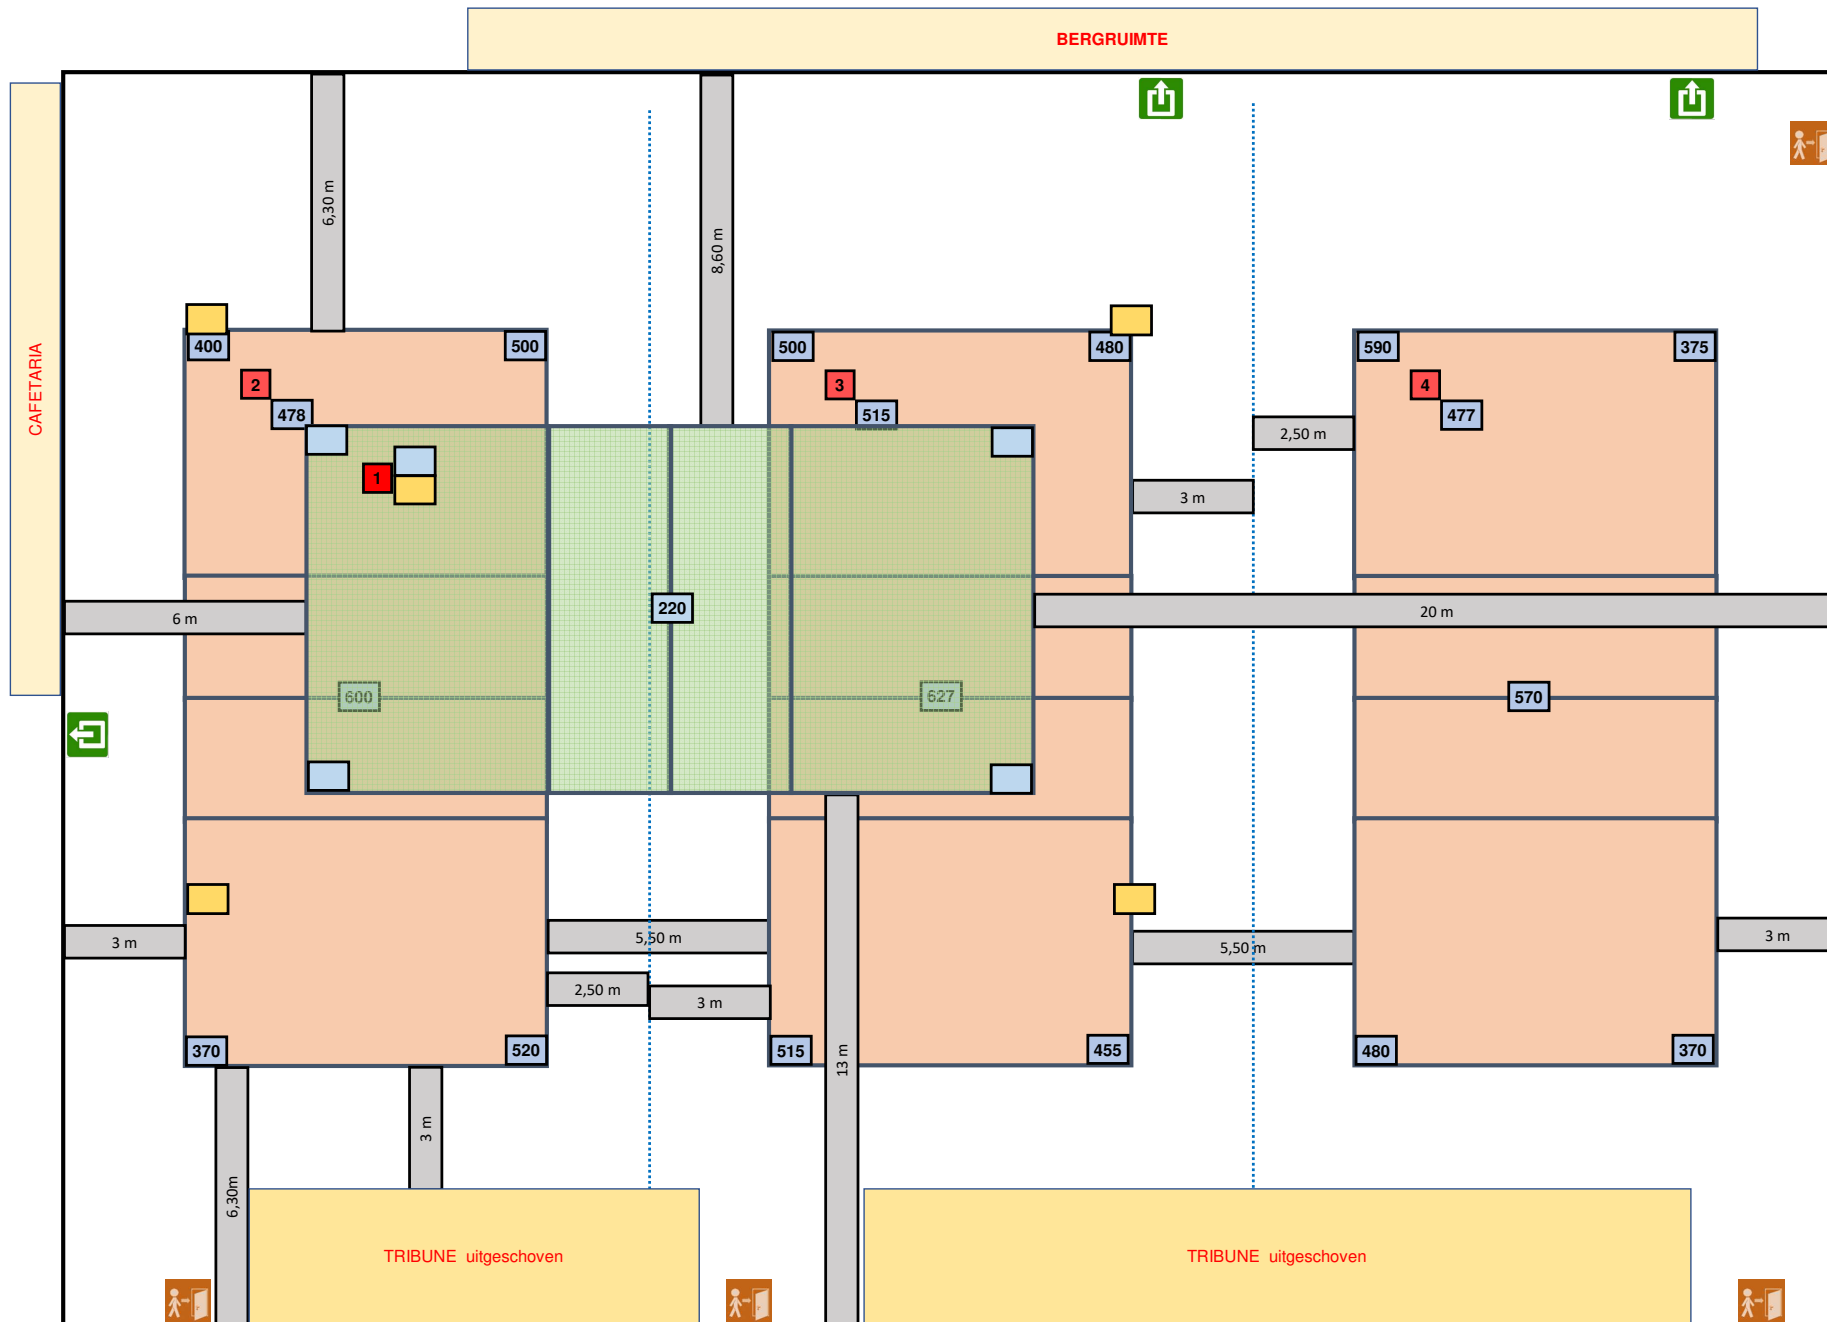 BERGRUIMTE
CAFETARIA
6,30 m
8,60 m
400
500
500
480
590
375
2
3
4
478
515
477
2,50 m
1
3 m
6 m
220
20 m
600
627
570
3 m
5,50 m
5,50 m
3 m
2,50 m
3 m
370
520
515
455
480
370
13 m
3 m
6,30m
TRIBUNE uitgeschoven
TRIBUNE uitgeschoven